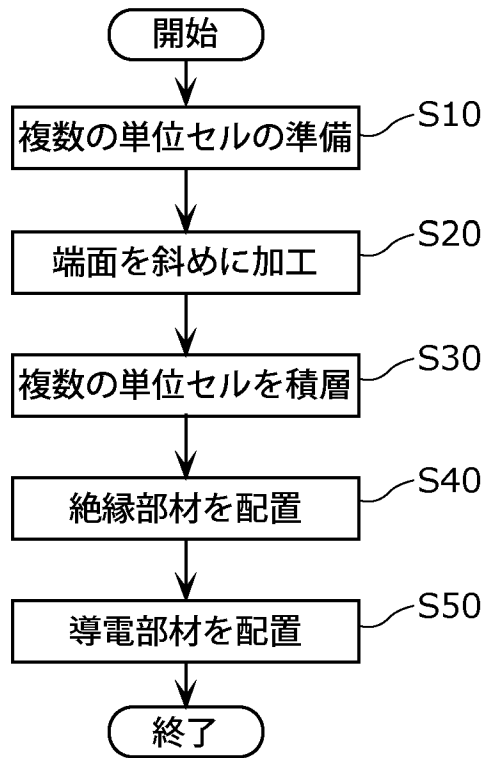 開始
複数の単位セルの準備 S10
端面を斜めに加工 S20
複数の単位セルを積層 S30
絶縁部材を配置 S40
導電部材を配置 S50
終了